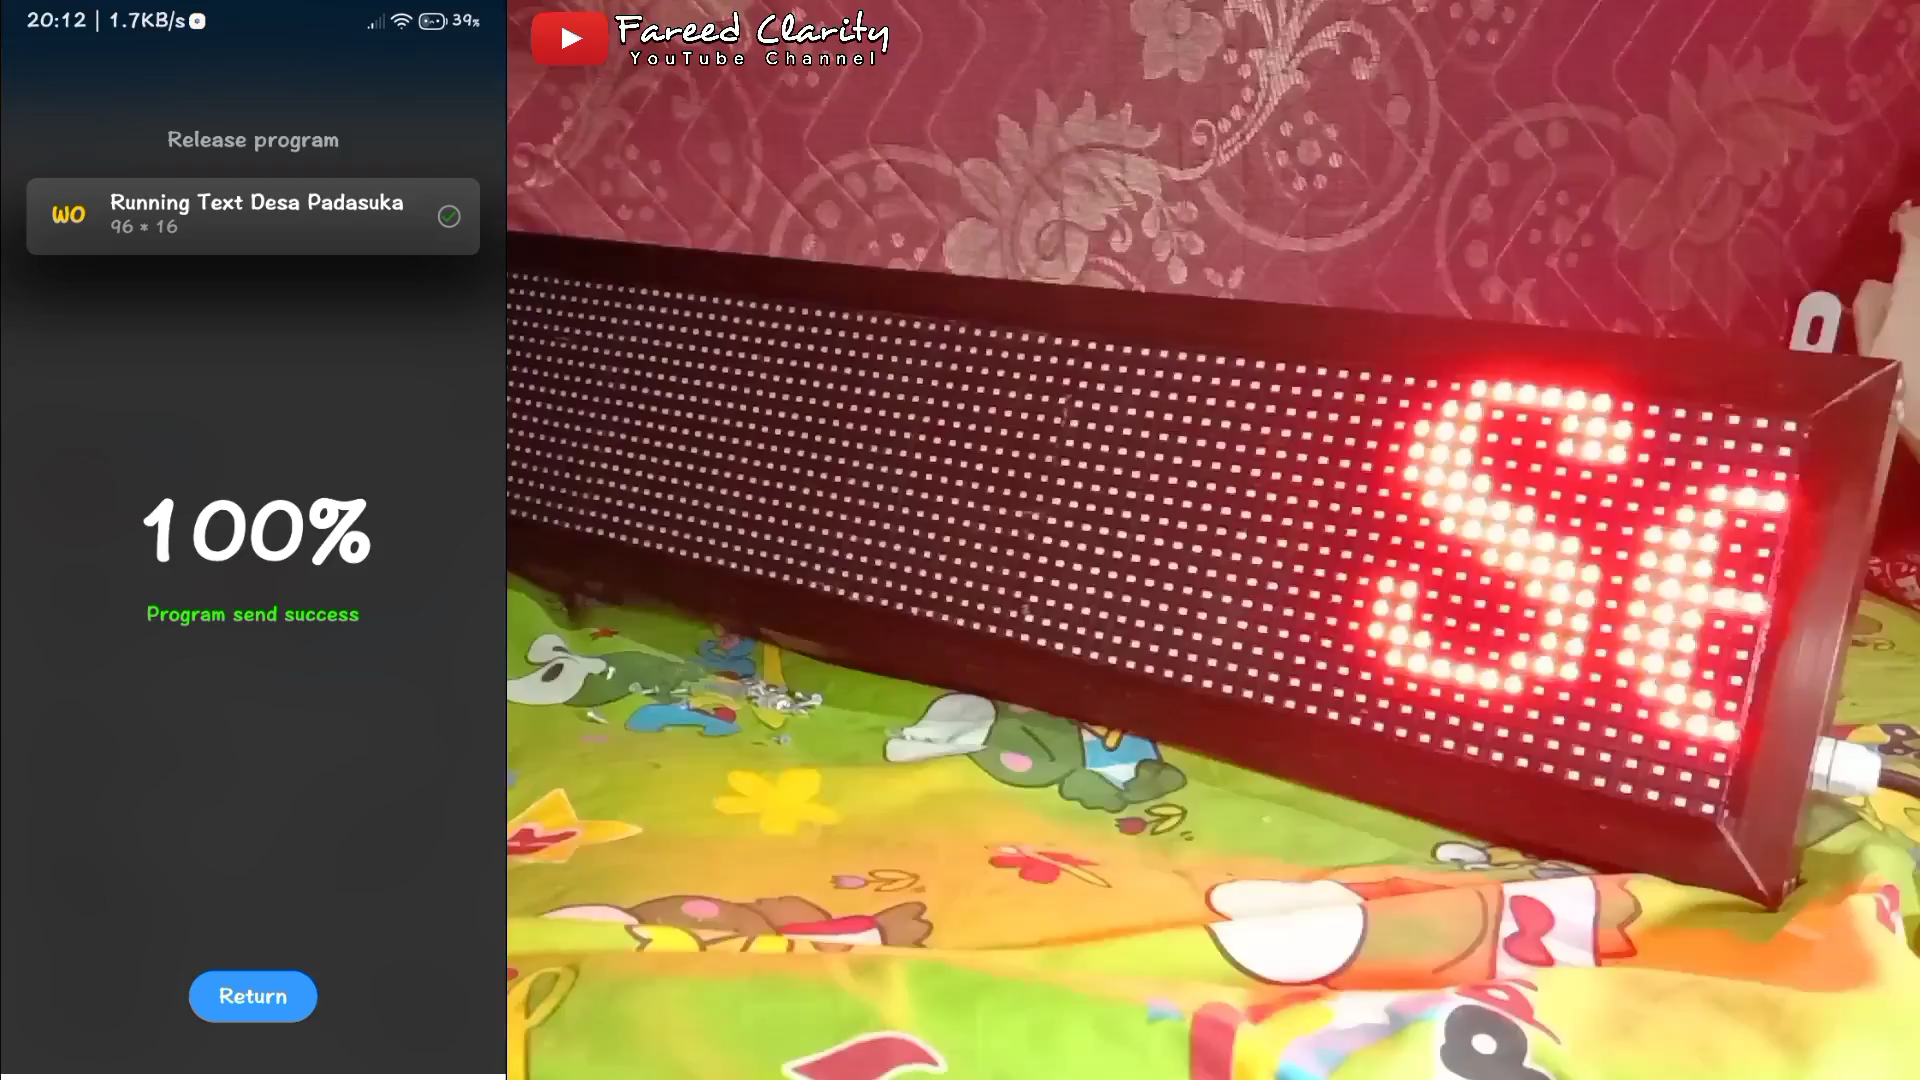 20:12 | 1.7KB/s
39%
Release program
WO
Running Text Desa Padasuka
96 * 16
100%
Program send success
Return
Fareed Clarity
YouTube Channel
S